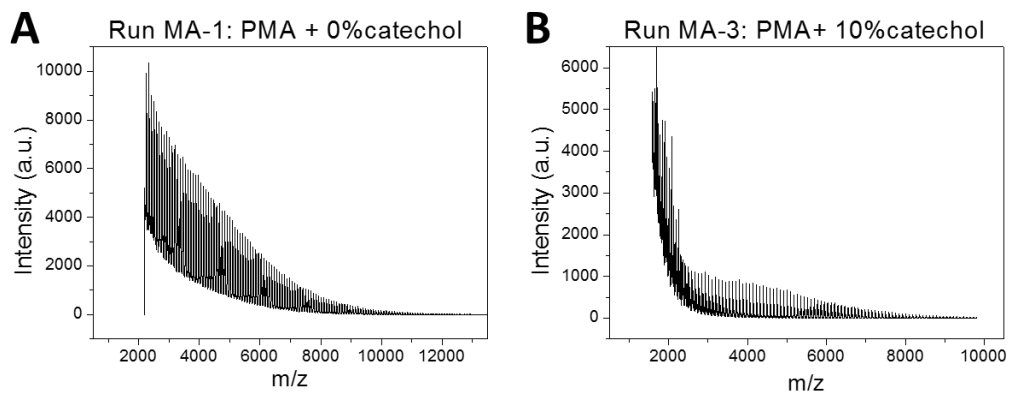 A
Run MA-1: PMA + 0%catechol
10000
8000
6000
4000
2000
0
Intensity (a.u.)
2000 4000 6000 8000 10000 12000
m/z
B
Run MA-3: PMA+ 10%catechol
6000
5000
4000
3000
2000
1000
0
Intensity (a.u.)
2000 4000 6000 8000 10000
m/z